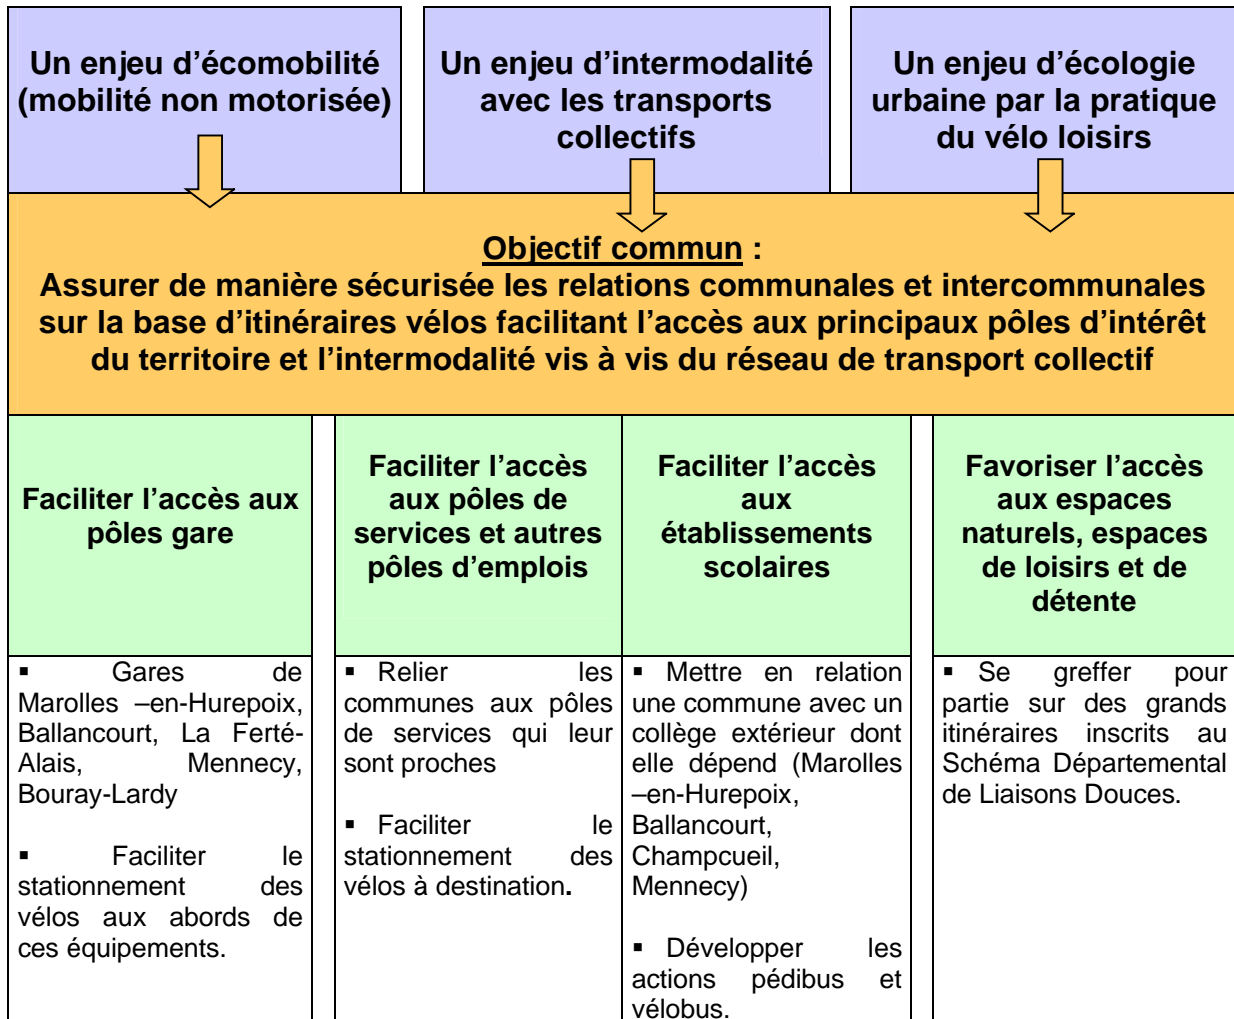 Un enjeu d'écomobilité
(mobilité non motorisée)
Un enjeu d'intermodalité
avec les transports
collectifs
Un enjeu d'écologie
urbaine par la pratique
du vélo loisirs
Objectif commun :
Assurer de manière sécurisée les relations communales et intercommunales
sur la base d'itinéraires vélos facilitant l'accès aux principaux pôles d'intérêt
du territoire et l'intermodalité vis à vis du réseau de transport collectif
Faciliter l'accès aux
pôles gare
Faciliter l'accès
aux pôles de
services et autres
pôles d'emplois
Faciliter l'accès
aux
établissements
scolaires
Favoriser l'accès
aux espaces
naturels, espaces
de loisirs et de
détente
▪ Gares de
Marolles –en-Hurepoix,
Ballancourt, La Ferté-
Alais, Mennecy,
Bouray-Lardy
▪ Faciliter le
stationnement des
vélos aux abords de
ces équipements.
▪ Relier les
communes aux pôles
de services qui leur
sont proches
▪ Faciliter le
stationnement des
vélos à destination.
▪ Mettre en relation
une commune avec un
collège extérieur dont
elle dépend (Marolles
–en-Hurepoix,
Ballancourt,
Champcueil,
Mennecy)
▪ Développer les
actions pédibus et
vélobus.
▪ Se greffer pour
partie sur des grands
itinéraires inscrits au
Schéma Départemental
de Liaisons Douces.